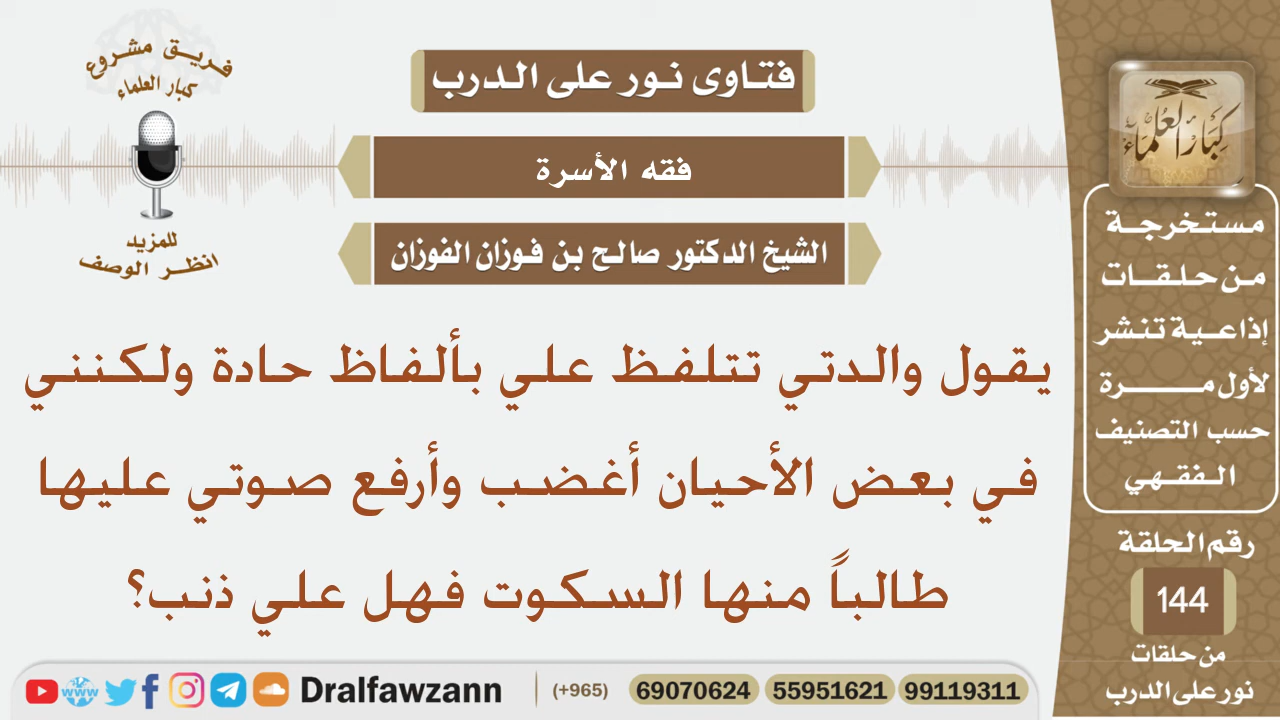 فريق مشروع
كبار العلماء
للمزيد
انظر الوصف
فتاوى نور على الدرب
فقه الأسرة
الشيخ الدكتور صالح بن فوزان الفوزان
يقول والدتي تتلفظ علي بألفاظ حادة ولكنني
في بعض الأحيان أغضب وأرفع صوتي عليها
طالباً منها السكوت فهل علي ذنب؟
كبار العلماء
مستخرجة
من حلقات
إذاعية تنشر
لأول مرة
حسب التصنيف
الفقهي
رقم الحلقة
144
من حلقات
نور على الدرب
www
Dralfawzann
(+965)
69070624
55951621
99119311